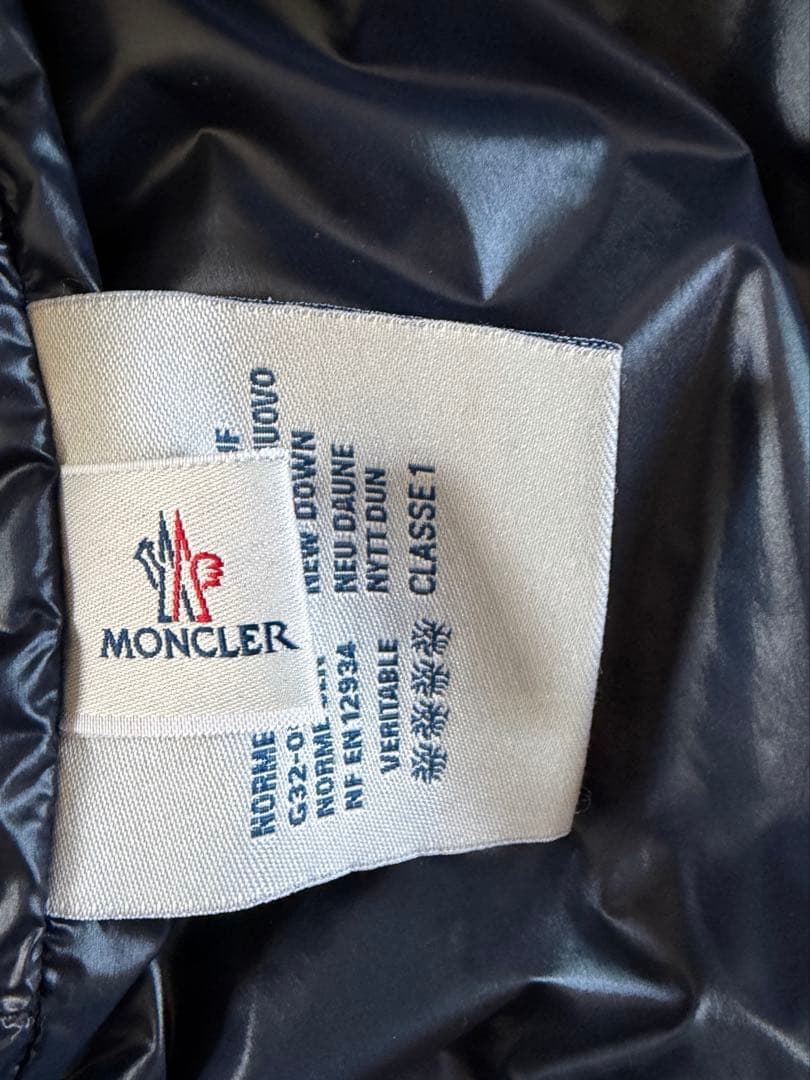 MONCLER
NEW DOWN
NEU DAUNE
NYTT DUN
CLASSE 1
NORME
NORME
NF EN 12934
VERITABLE